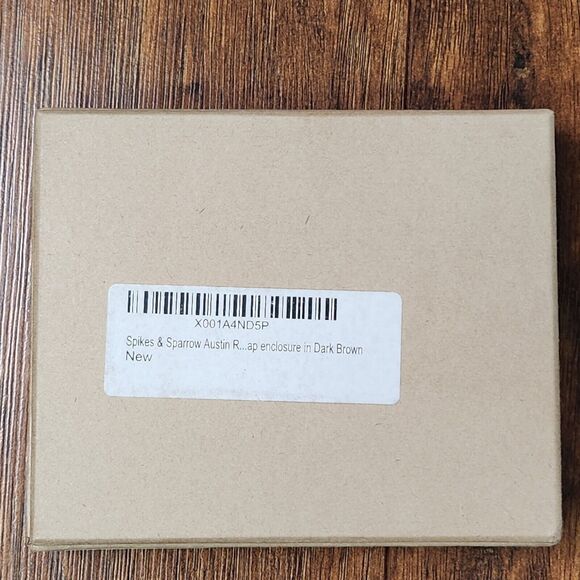 X001A4ND5P
Spikes & Sparrow Austin R...ap enclosure in Dark Brown
New